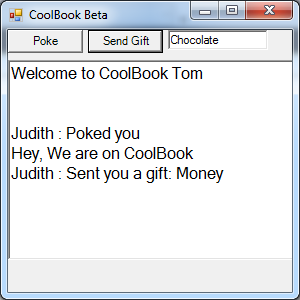 CoolBook Beta
Poke Send Gift Chocolate
Welcome to CoolBook Tom
Judith : Poked you
Hey, We are on CoolBook
Judith : Sent you a gift: Money